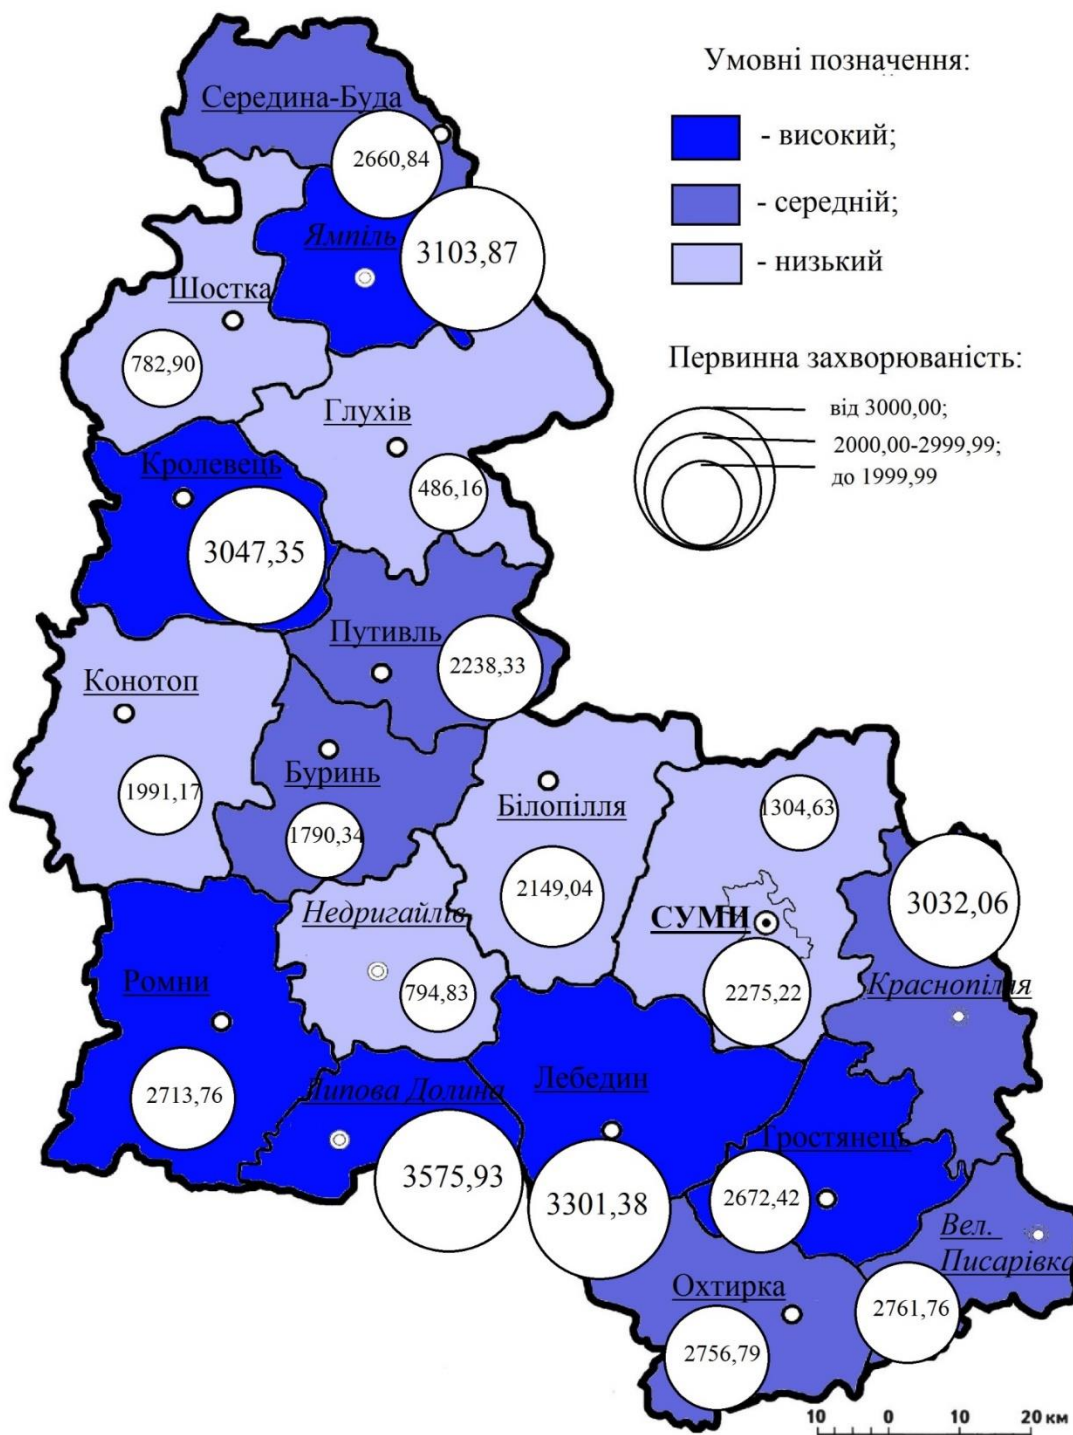 Умовні позначення:
- високий;
- середній;
- низький
Первинна захворюваність:
від 3000,00;
2000,00-2999,99;
до 1999,99
Середина-Буда
2660,84
Ямпіль
3103,87
Шостка
782,90
Глухів
486,16
Кролевець
3047,35
Путивль
2238,33
Конотоп
1991,17
Буринь
1790,34
Білопілля
2149,04
1304,63
СУМИ
2275,22
3032,06
Краснопілля
Недригайлів
794,83
Ромни
2713,76
Липова Долина
3575,93
Лебедин
3301,38
Тростянець
2672,42
Вел.
Писарівка
2761,76
Охтирка
2756,79
10 0 10 20 км